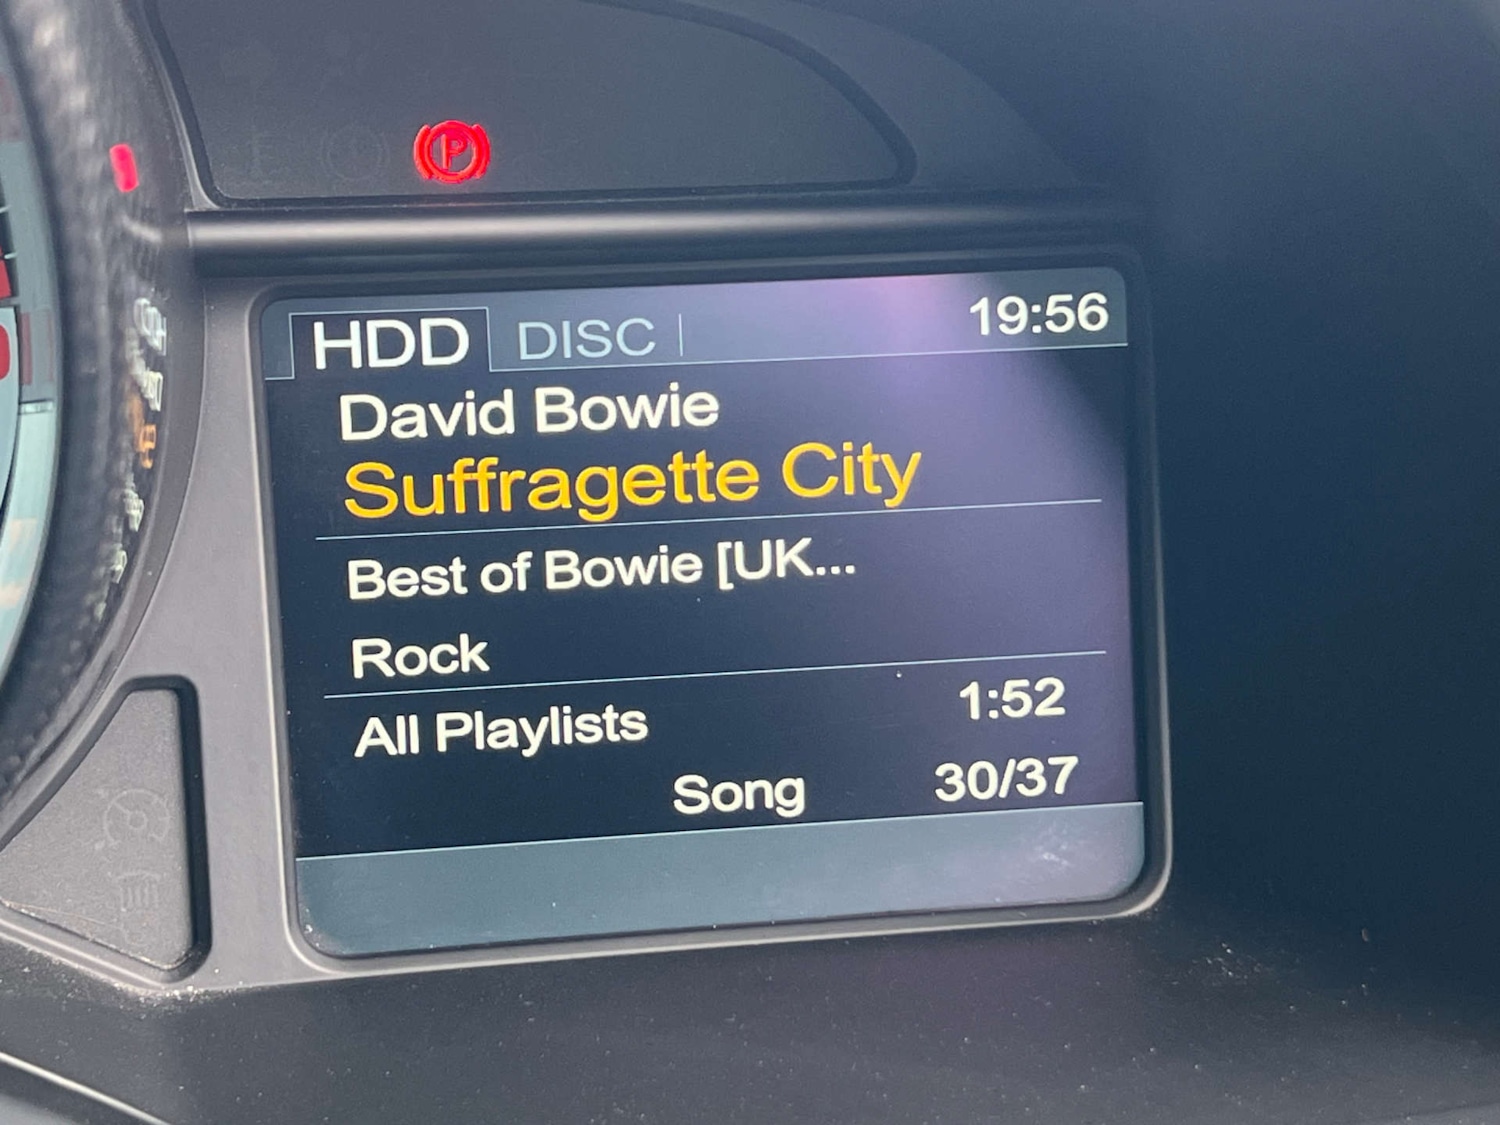 P
HDD DISC 19:56
David Bowie
Suffragette City
Best of Bowie [UK...
Rock
All Playlists 1:52
Song 30/37